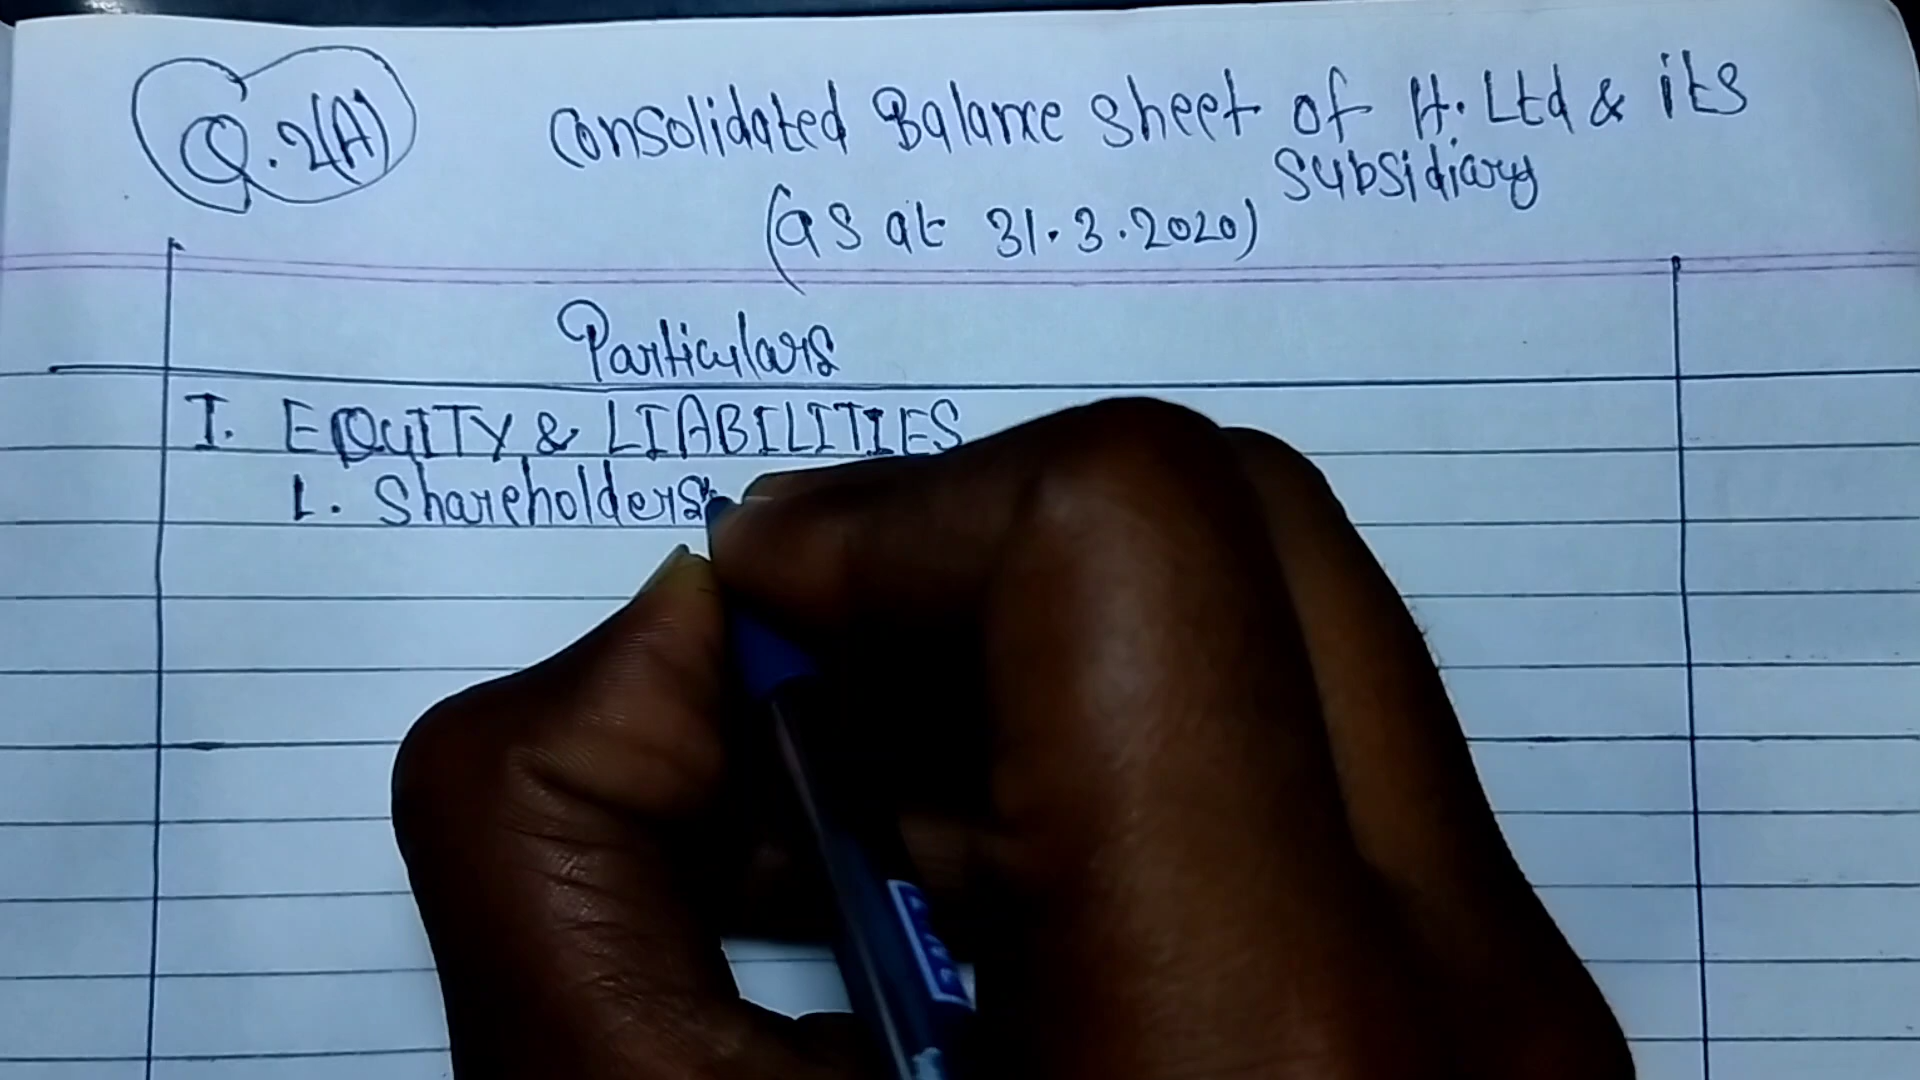 Q.2(A)
Consolidated Balance Sheet of H. Ltd & its
Subsidiary
(as at 31.3.2020)
Particulars
I. EQUITY & LIABILITIES
1. Shareholders'